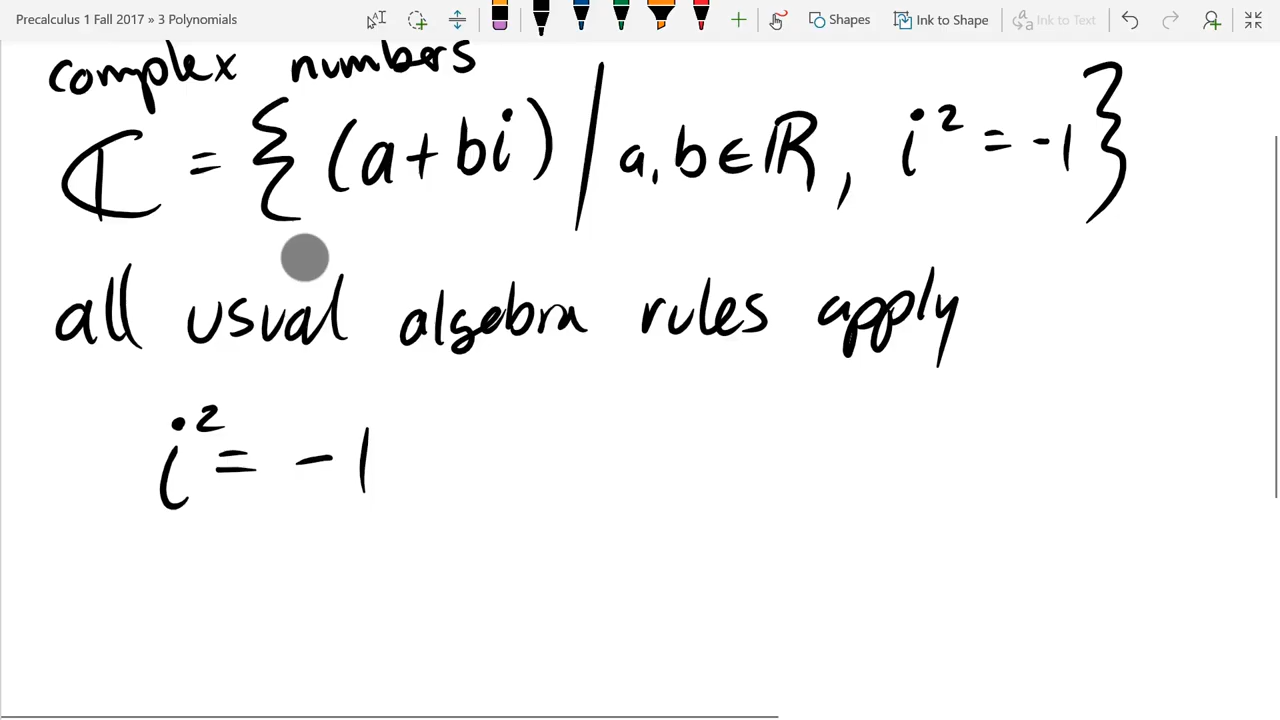 Precalculus 1 Fall 2017 » 3 Polynomials
Shapes Ink to Shape Ink to Text
complex numbers
ℂ = {(a+bi) / a,b ∈ ℝ, i² = -1}
all usual algebra rules apply
i² = -1